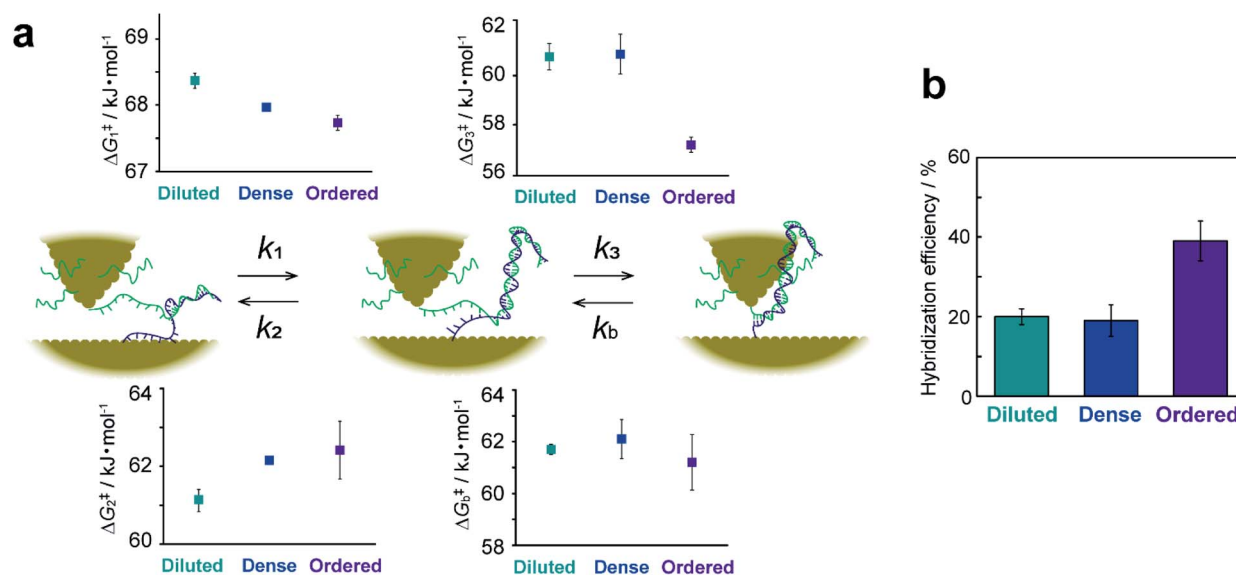 a
ΔG₁‡ / kJ•mol⁻¹
69
68
67
Diluted Dense Ordered
ΔG₃‡ / kJ•mol⁻¹
62
60
58
56
Diluted Dense Ordered
k₁
k₂
k₃
k_b
ΔG₂‡ / kJ•mol⁻¹
64
62
60
Diluted Dense Ordered
ΔG_b‡ / kJ•mol⁻¹
64
62
60
58
Diluted Dense Ordered
b
Hybridization efficiency / %
60
40
20
0
Diluted Dense Ordered